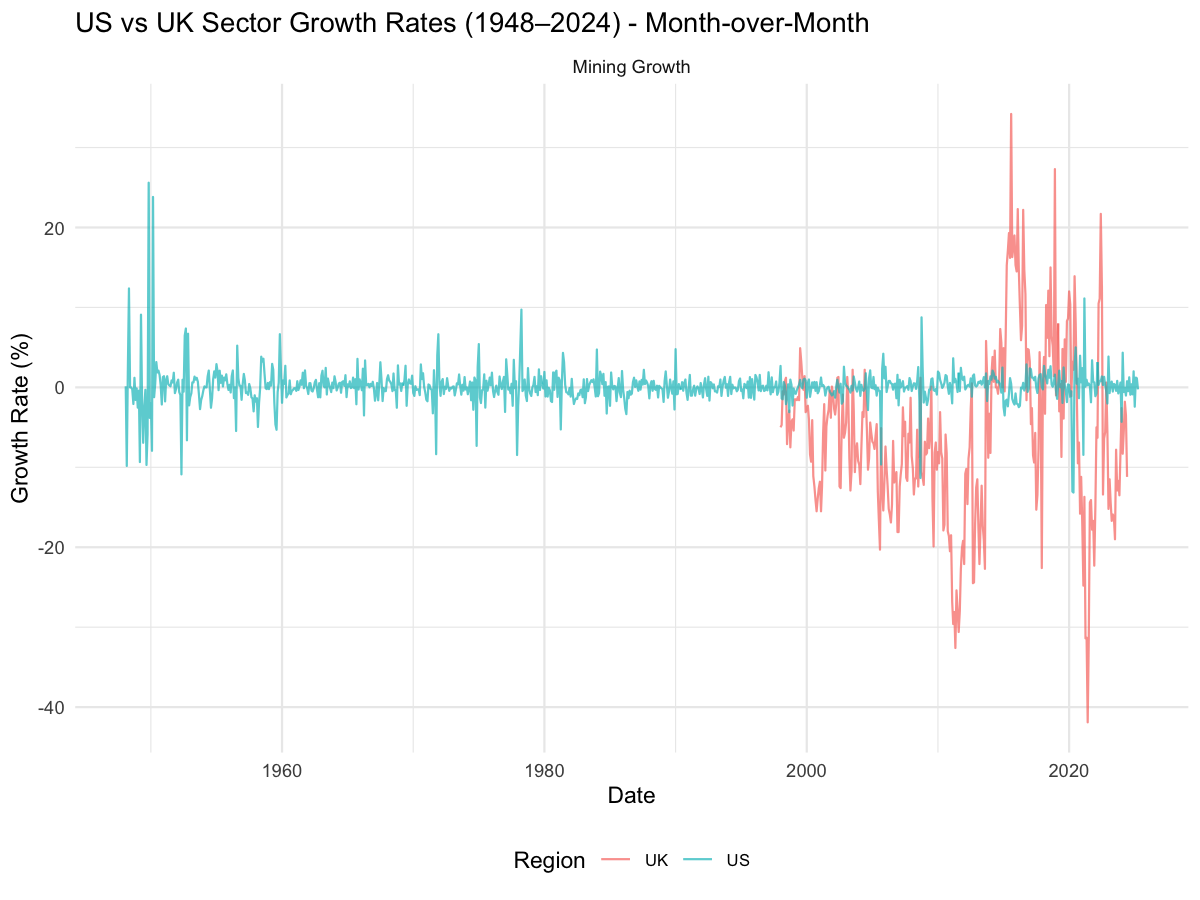 US vs UK Sector Growth Rates (1948–2024) - Month-over-Month
Mining Growth
Growth Rate (%)
20
0
-20
-40
1960
1980
2000
2020
Date
Region
UK
US